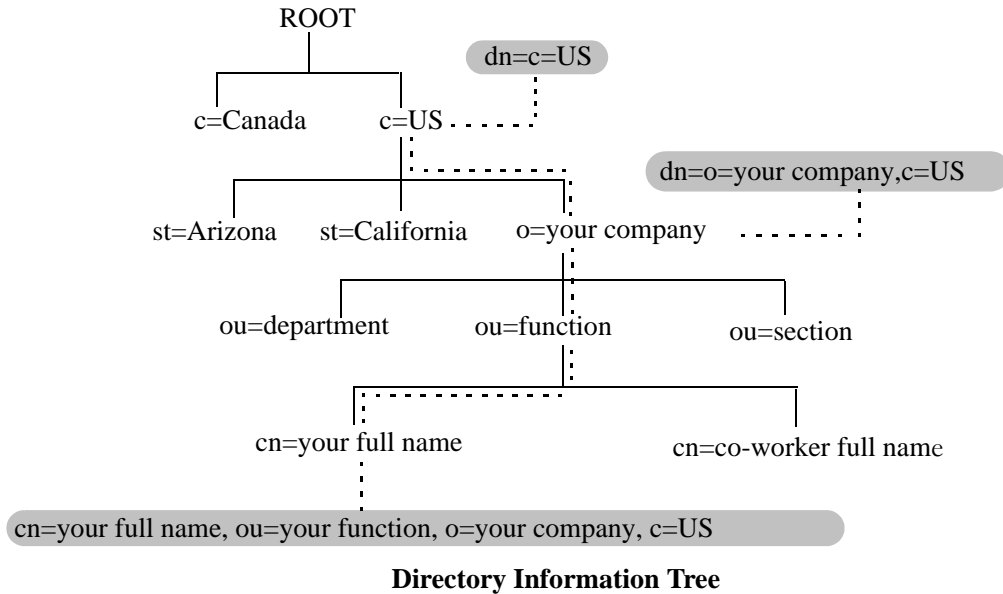 ROOT
dn=c=US
c=Canada
c=US
dn=o=your company,c=US
st=Arizona
st=California
o=your company
ou=department
ou=function
ou=section
cn=your full name
cn=co-worker full name
cn=your full name, ou=your function, o=your company, c=US
Directory Information Tree